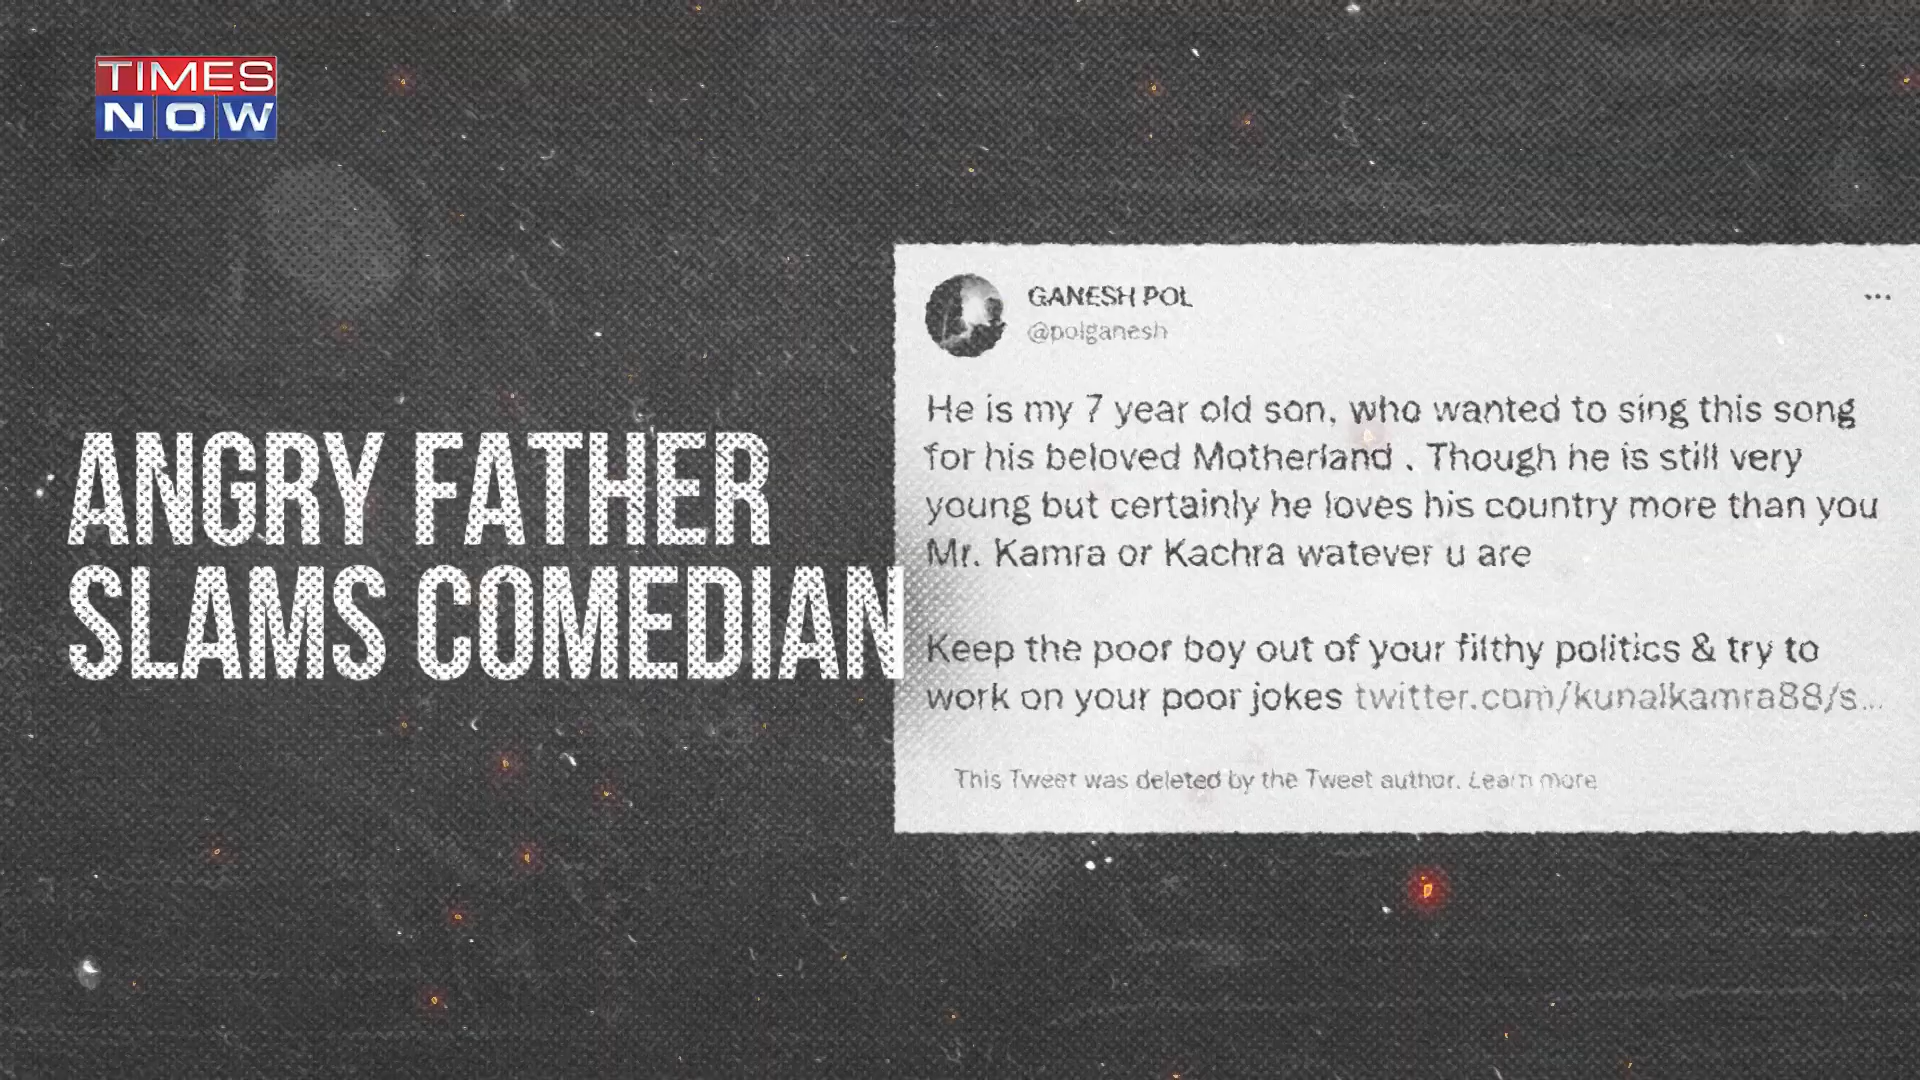 TIMES
NOW
ANGRY FATHER
SLAMS COMEDIAN
GANESH POL
@polganesh
...
He is my 7 year old son, who wanted to sing this song
for his beloved Motherland . Though he is still very
young but certainly he loves his country more than you
Mr. Kamra or Kachra watever u are
Keep the poor boy out of your filthy politics & try to
work on your poor jokes twitter.com/kunalkamra88/s...
This Tweet was deleted by the Tweet author. Learn more